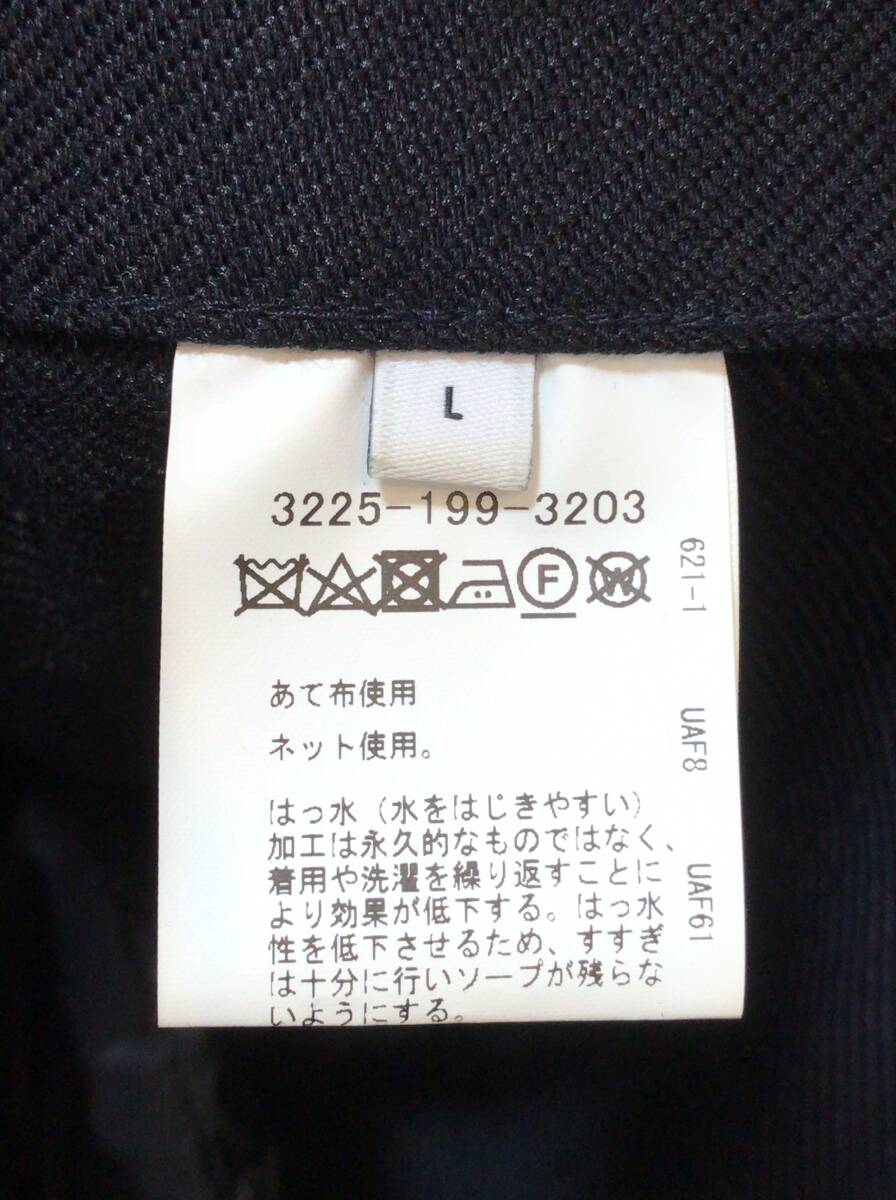 L
3225-199-3203
F
W
あて布使用
ネット使用。
はっ水（水をはじきやすい）
加工は永久的なものではなく、
着用や洗濯を繰り返すことに
より効果が低下する。はっ水
性を低下させるため、すすぎ
は十分に行いソープが残らな
いようにする。
621-1
UAF8
UAF61